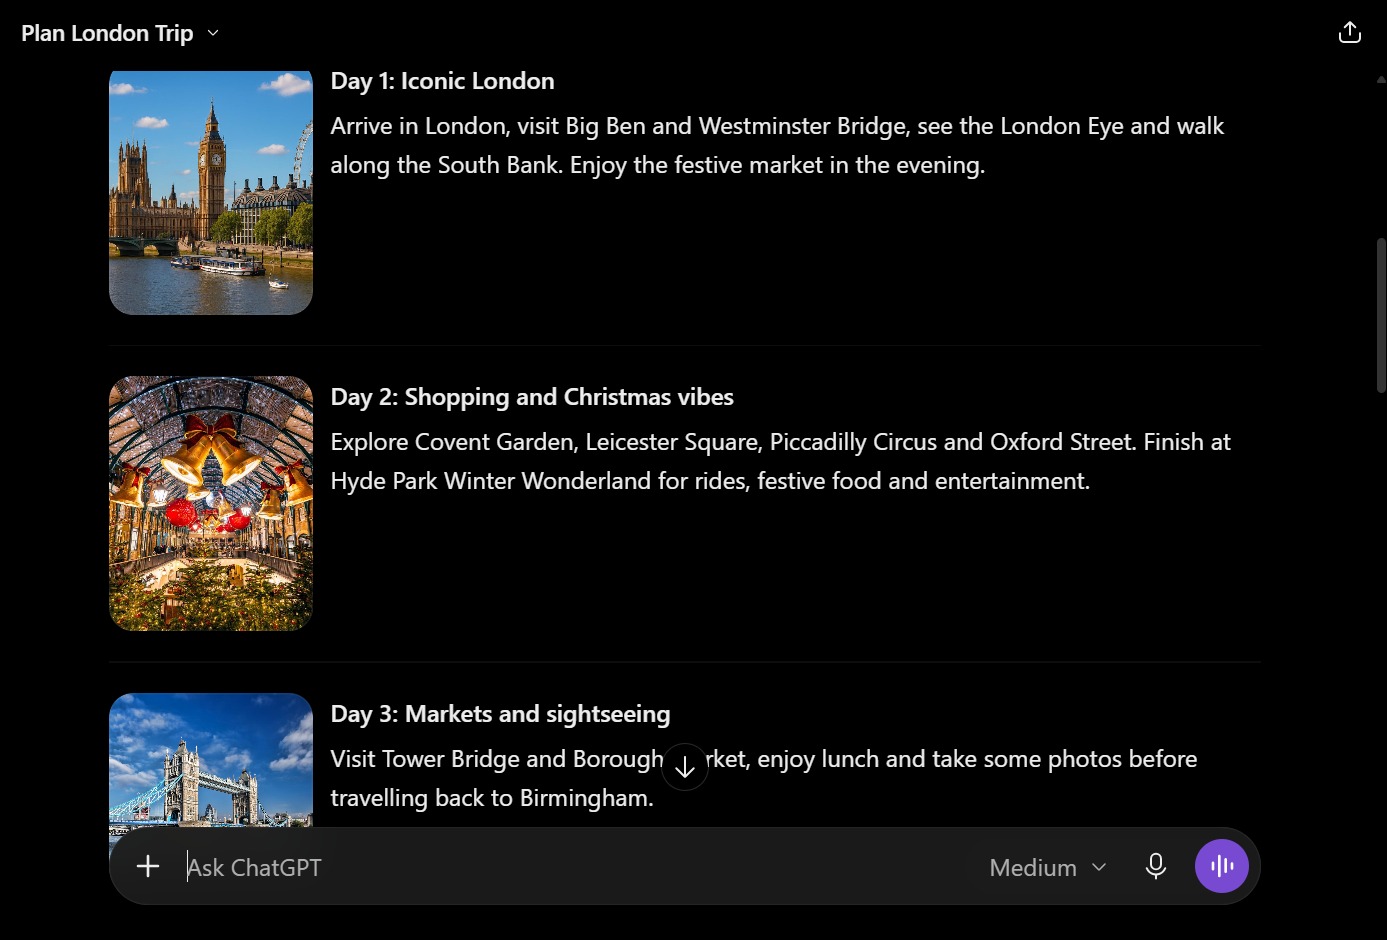 Plan London Trip
Day 1: Iconic London
Arrive in London, visit Big Ben and Westminster Bridge, see the London Eye and walk
along the South Bank. Enjoy the festive market in the evening.
Day 2: Shopping and Christmas vibes
Explore Covent Garden, Leicester Square, Piccadilly Circus and Oxford Street. Finish at
Hyde Park Winter Wonderland for rides, festive food and entertainment.
Day 3: Markets and sightseeing
Visit Tower Bridge and Borough rket, enjoy lunch and take some photos before
travelling back to Birmingham.
Ask ChatGPT
Medium